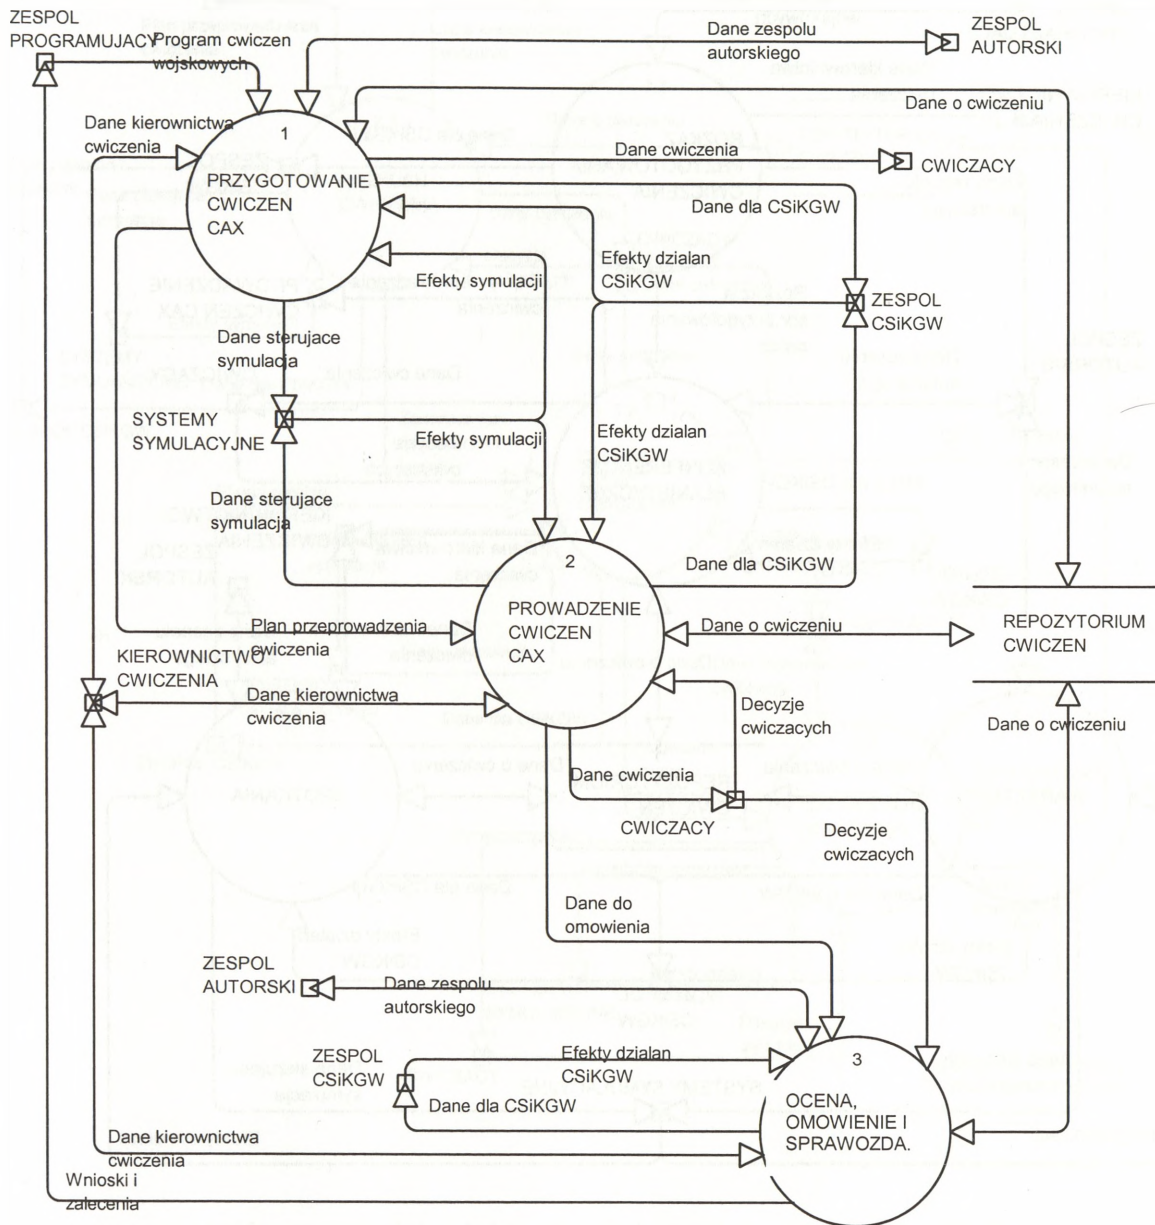 ZESPOL
PROGRAMUJACY
Program cwiczen
wojskowych
Dane zespolu
autorskiego
ZESPOL
AUTORSKI
Dane o cwiczeniu
Dane kierownictwa
cwiczenia
1
PRZYGOTOWANIE
CWICZEN
CAX
Dane cwiczenia
CWICZACY
Dane dla CSiKGW
Efekty symulacji
Efekty dzialan
CSiKGW
ZESPOL
CSiKGW
Dane sterujace
symulacja
SYSTEMY
SYMULACYJNE
Efekty symulacji
Efekty dzialan
CSiKGW
Dane sterujace
symulacja
2
PROWADZENIE
CWICZEN
CAX
Dane dla CSiKGW
Plan przeprowadzenia
cwiczenia
Dane o cwiczeniu
REPOZYTORIUM
CWICZEN
KIEROWNICTWO
CWICZENIA
Dane kierownictwa
cwiczenia
Decyzje
cwiczacych
Dane o cwiczeniu
Dane cwiczenia
CWICZACY
Decyzje
cwiczacych
Dane do
omowienia
ZESPOL
AUTORSKI
Dane zespolu
autorskiego
ZESPOL
CSiKGW
Efekty dzialan
CSiKGW
Dane dla CSiKGW
3
OCENA,
OMOWIENIE I
SPRAWOZDA.
Dane kierownictwa
cwiczenia
Wnioski i
zalecenia